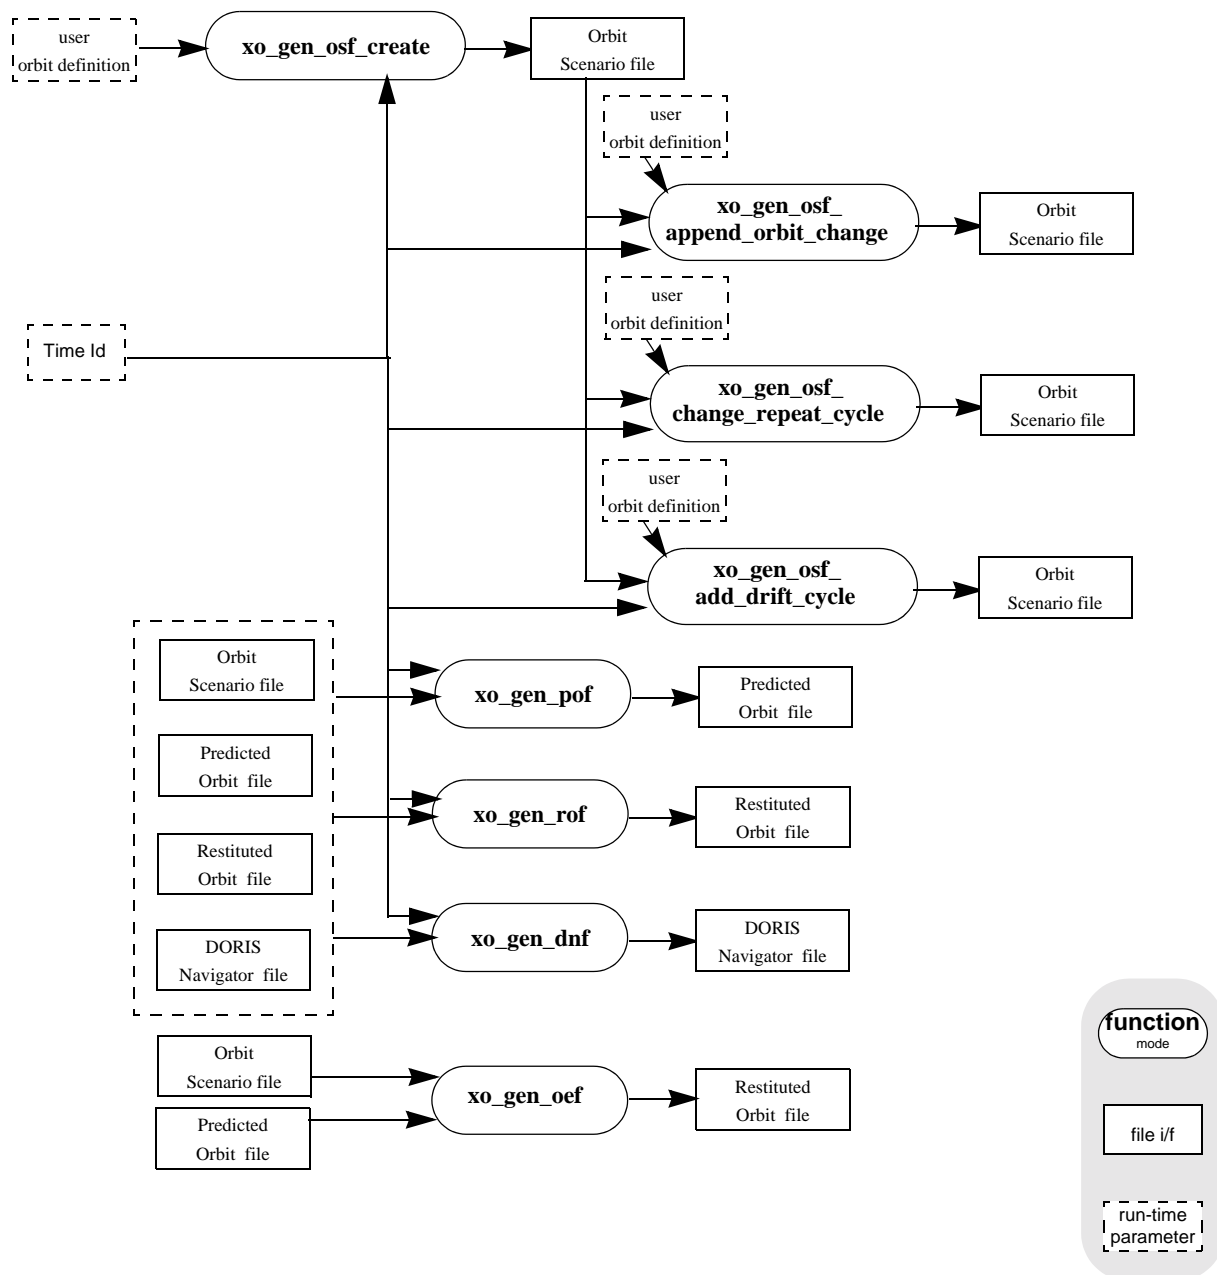 user
orbit definition
xo_gen_osf_create
Orbit
Scenario file
user
orbit definition
xo_gen_osf_
append_orbit_change
Orbit
Scenario file
user
orbit definition
Time Id
xo_gen_osf_
change_repeat_cycle
Orbit
Scenario file
user
orbit definition
xo_gen_osf_
add_drift_cycle
Orbit
Scenario file
Orbit
Scenario file
xo_gen_pof
Predicted
Orbit file
Predicted
Orbit file
xo_gen_rof
Restituted
Orbit file
Restituted
Orbit file
DORIS
Navigator file
xo_gen_dnf
DORIS
Navigator file
Orbit
Scenario file
Predicted
Orbit file
xo_gen_oef
Restituted
Orbit file
function
mode
file i/f
run-time
parameter